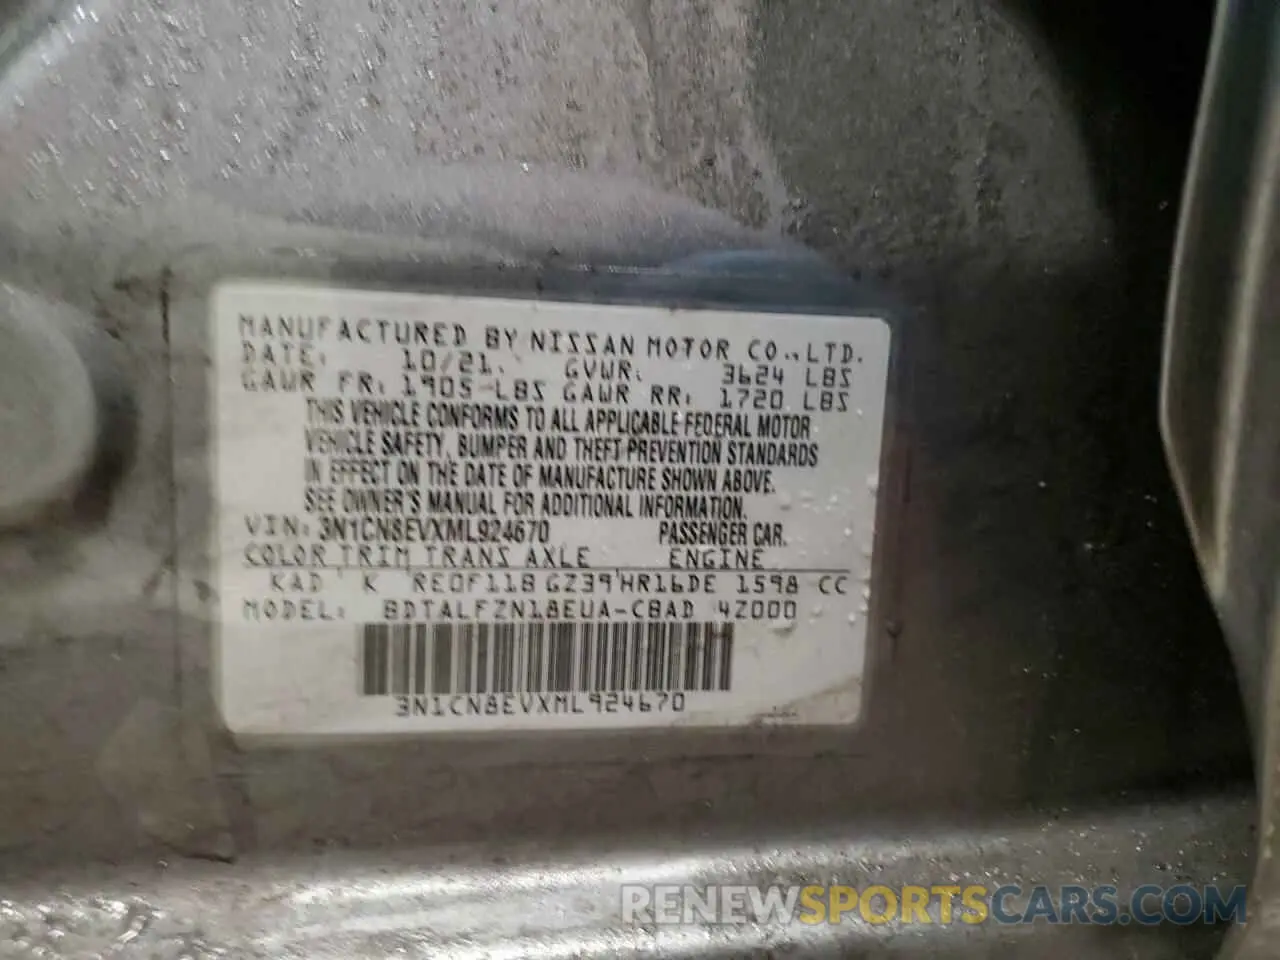 MANUFACTURED BY NISSAN MOTOR CO., LTD.
DATE: 10/21. GVWR: 3624 LBS
GAWR FR: 1905 LBS GAWR RR: 1720 LBS
THIS VEHICLE CONFORMS TO ALL APPLICABLE FEDERAL MOTOR
VEHICLE SAFETY, BUMPER AND THEFT PREVENTION STANDARDS
IN EFFECT ON THE DATE OF MANUFACTURE SHOWN ABOVE.
SEE OWNER'S MANUAL FOR ADDITIONAL INFORMATION.
VIN: 3N1CN8EVXML924670 PASSENGER CAR.
COLOR TRIM TRANS AXLE ENGINE
KAD K RE0F11B GZ39 HR16DE 1598 CC
MODEL: BDTALFZN18EUA-CBAD 4Z000
3N1CN8EVXML924670
RENEWSPORTSCARS.COM